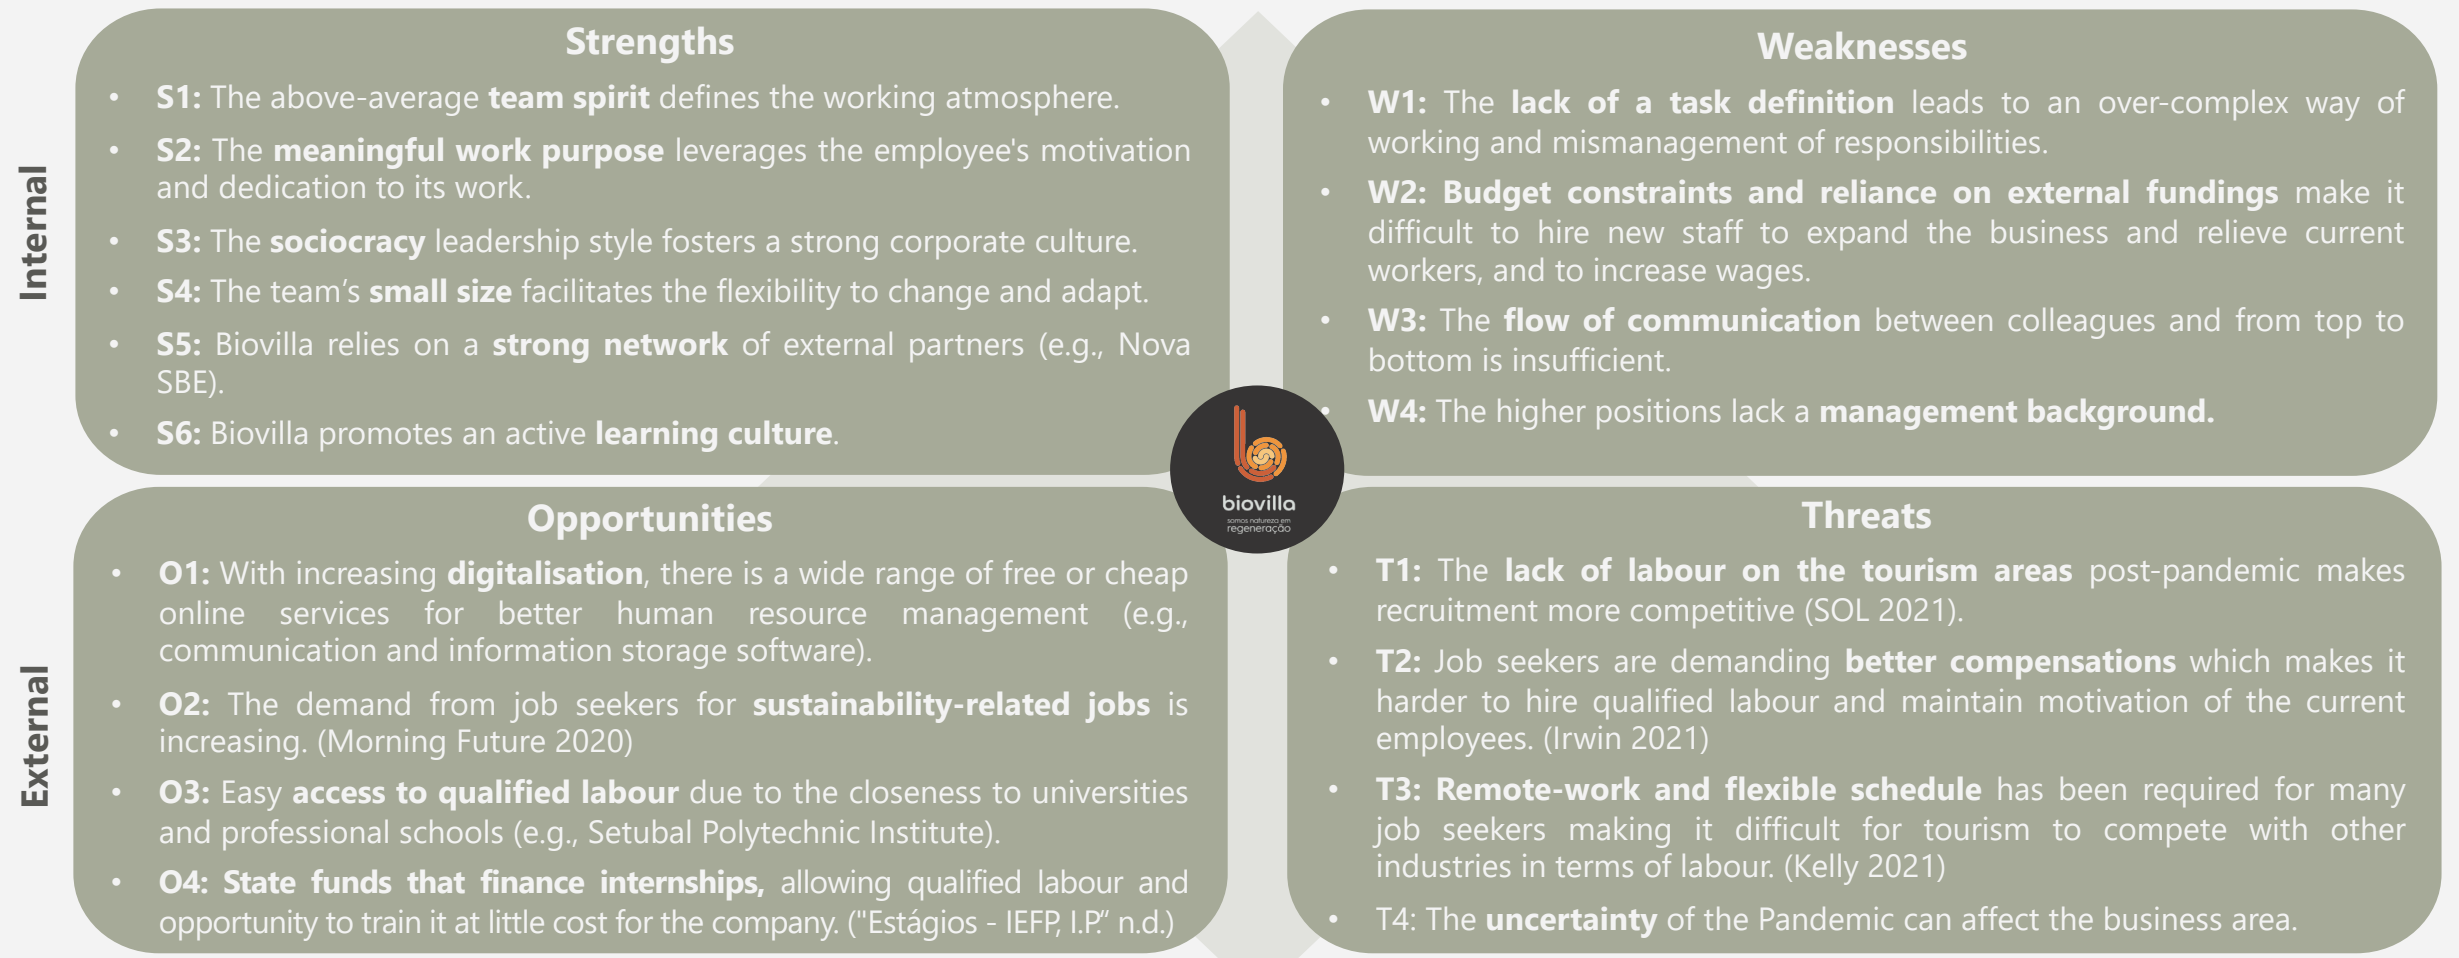 Internal
Strengths
• S1: The above-average team spirit defines the working atmosphere.
• S2: The meaningful work purpose leverages the employee's motivation
and dedication to its work.
• S3: The sociocracy leadership style fosters a strong corporate culture.
• S4: The team’s small size facilitates the flexibility to change and adapt.
• S5: Biovilla relies on a strong network of external partners (e.g., Nova
SBE).
• S6: Biovilla promotes an active learning culture.
Weaknesses
• W1: The lack of a task definition leads to an over-complex way of
working and mismanagement of responsibilities.
• W2: Budget constraints and reliance on external fundings make it
difficult to hire new staff to expand the business and relieve current
workers, and to increase wages.
• W3: The flow of communication between colleagues and from top to
bottom is insufficient.
• W4: The higher positions lack a management background.
biovilla
somos natureza em
regeneração
External
Opportunities
• O1: With increasing digitalisation, there is a wide range of free or cheap
online services for better human resource management (e.g.,
communication and information storage software).
• O2: The demand from job seekers for sustainability-related jobs is
increasing. (Morning Future 2020)
• O3: Easy access to qualified labour due to the closeness to universities
and professional schools (e.g., Setubal Polytechnic Institute).
• O4: State funds that finance internships, allowing qualified labour and
opportunity to train it at little cost for the company. ("Estágios - IEFP, I.P.“ n.d.)
Threats
• T1: The lack of labour on the tourism areas post-pandemic makes
recruitment more competitive (SOL 2021).
• T2: Job seekers are demanding better compensations which makes it
harder to hire qualified labour and maintain motivation of the current
employees. (Irwin 2021)
• T3: Remote-work and flexible schedule has been required for many
job seekers making it difficult for tourism to compete with other
industries in terms of labour. (Kelly 2021)
• T4: The uncertainty of the Pandemic can affect the business area.